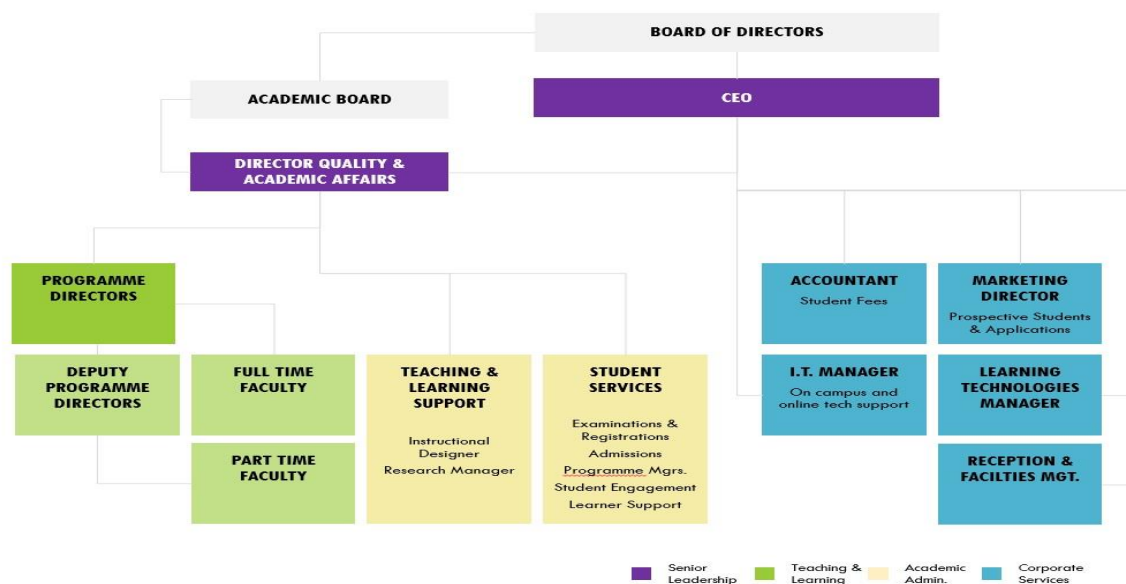 BOARD OF DIRECTORS
ACADEMIC BOARD
CEO
DIRECTOR QUALITY &
ACADEMIC AFFAIRS
PROGRAMME
DIRECTORS
ACCOUNTANT
Student Fees
MARKETING
DIRECTOR
Prospective Students
& Applications
DEPUTY
PROGRAMME
DIRECTORS
FULL TIME
FACULTY
TEACHING &
LEARNING
SUPPORT
Instructional
Designer
Research Manager
STUDENT
SERVICES
Examinations &
Registrations
Admissions
Programme Mgrs.
Student Engagement
Learner Support
I.T. MANAGER
On campus and
online tech support
LEARNING
TECHNOLOGIES
MANAGER
PART TIME
FACULTY
RECEPTION &
FACILTIES MGT.
Senior
Leadership
Teaching &
Learning
Academic
Admin.
Corporate
Services